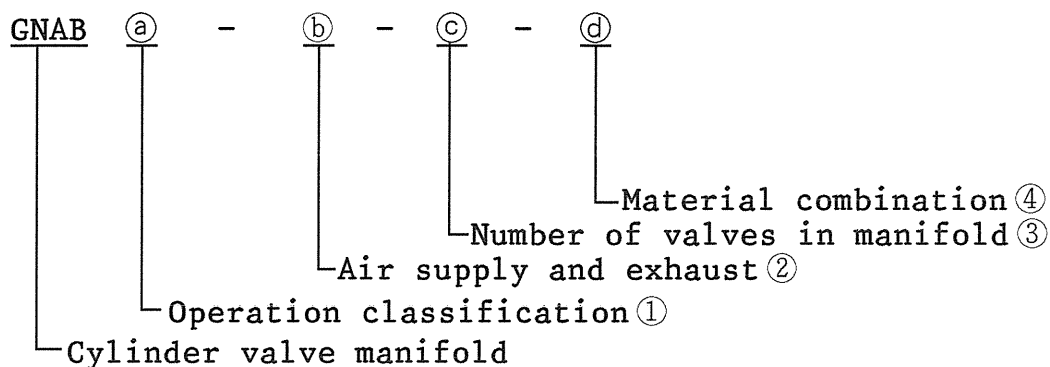 GNAB ⓐ - ⓑ - ⓒ - ⓓ
Material combination ④
Number of valves in manifold ③
Air supply and exhaust ②
Operation classification ①
Cylinder valve manifold